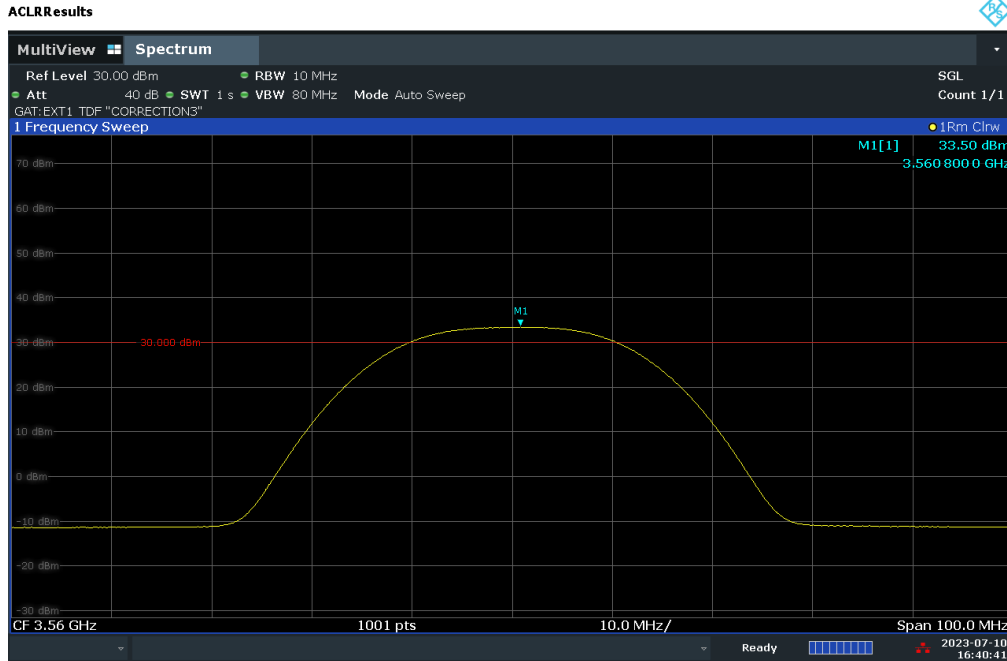 ACLRResults
R S
MultiView Spectrum
Ref Level 30.00 dBm RBW 10 MHz SGL
Att 40 dB SWT 1 s VBW 80 MHz Mode Auto Sweep Count 1/1
GAT:EXT1 TDF "CORRECTION3"
1 Frequency Sweep 1Rm Clrw
M1[1] 33.50 dBm
3.560 800 0 GHz
70 dBm
60 dBm
50 dBm
40 dBm
M1
30 dBm 30.000 dBm
20 dBm
10 dBm
0 dBm
-10 dBm
-20 dBm
-30 dBm
CF 3.56 GHz 1001 pts 10.0 MHz/ Span 100.0 MHz
Ready 2023-07-10
16:40:41